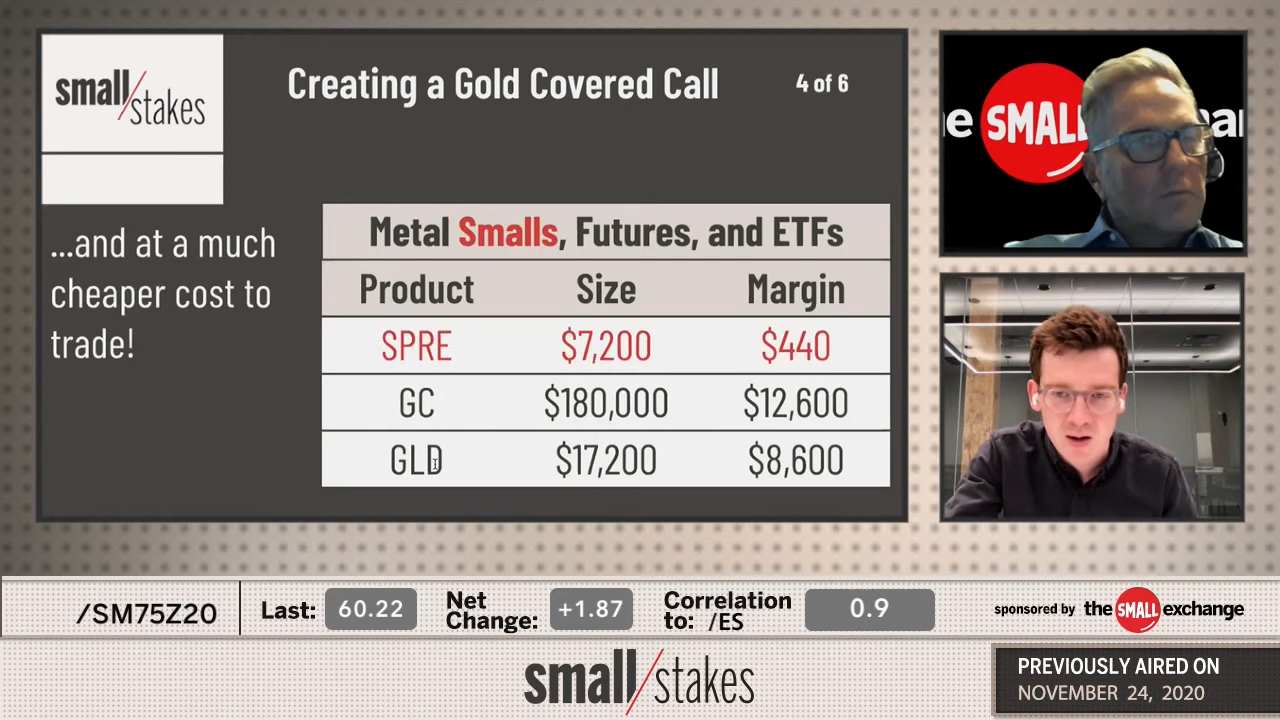 small/stakes
Creating a Gold Covered Call
4 of 6
...and at a much
cheaper cost to
trade!
Metal Smalls, Futures, and ETFs
Product Size Margin
SPRE $7,200 $440
GC $180,000 $12,600
GLD $17,200 $8,600
SMALL
/SM75Z20
Last: 60.22
Net
Change: +1.87
Correlation
to: /ES 0.9
sponsored by the SMALL exchange
small/stakes
PREVIOUSLY AIRED ON
NOVEMBER 24, 2020